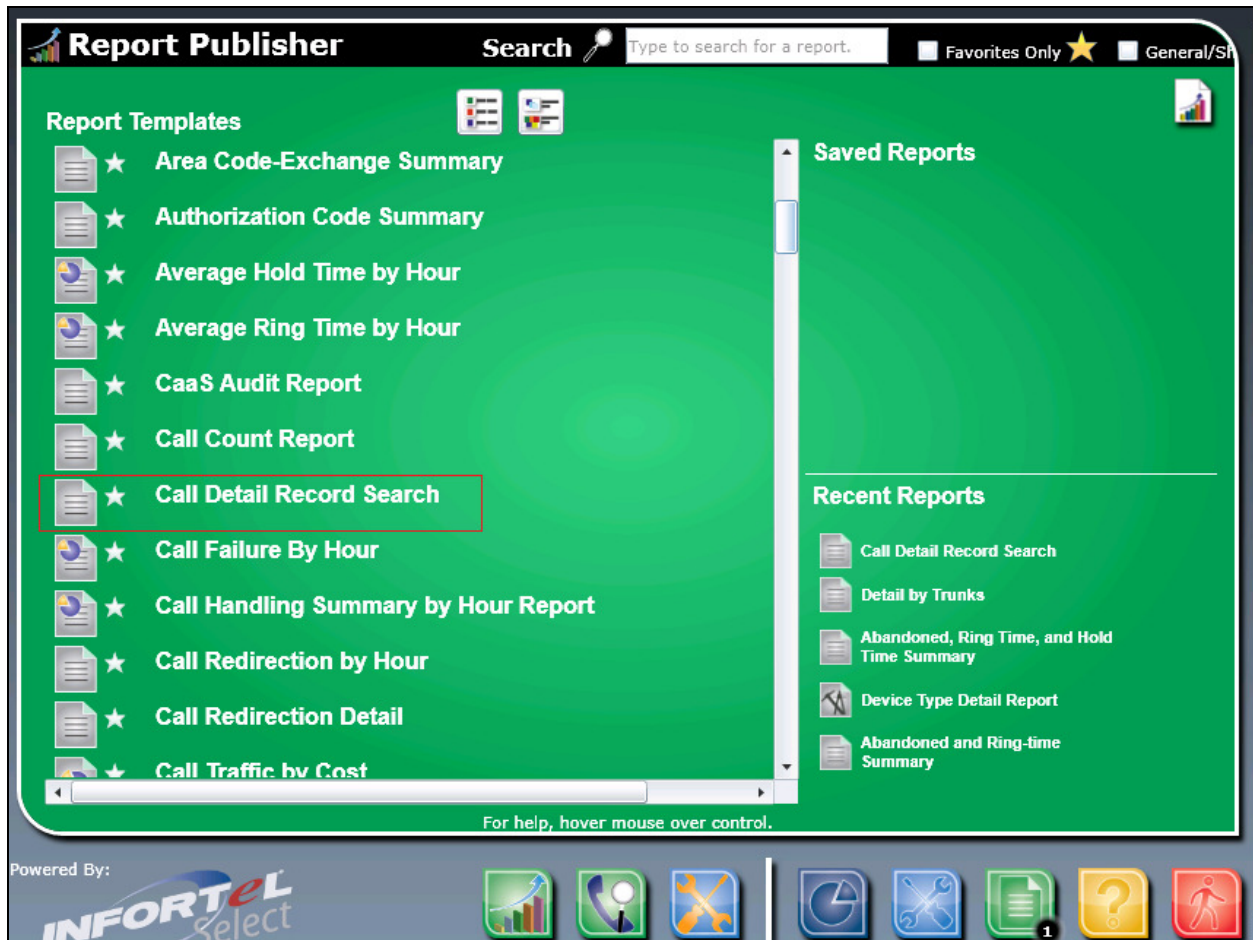 Report Publisher
Search
Type to search for a report.
Favorites Only
General/Sh
Report Templates
Area Code-Exchange Summary
Authorization Code Summary
Average Hold Time by Hour
Average Ring Time by Hour
CaaS Audit Report
Call Count Report
Call Detail Record Search
Call Failure By Hour
Call Handling Summary by Hour Report
Call Redirection by Hour
Call Redirection Detail
Call Traffic by Cost
Saved Reports
Recent Reports
Call Detail Record Search
Detail by Trunks
Abandoned, Ring Time, and Hold
Time Summary
Device Type Detail Report
Abandoned and Ring-time
Summary
For help, hover mouse over control.
Powered By:
INFORTel
Select
1
?